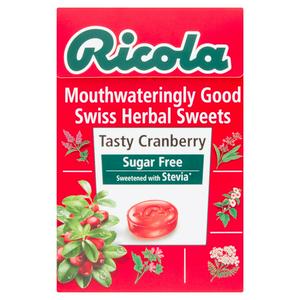 Ricola
Mouthwateringly Good
Swiss Herbal Sweets
Tasty Cranberry
Sugar Free
Sweetened with Stevia*